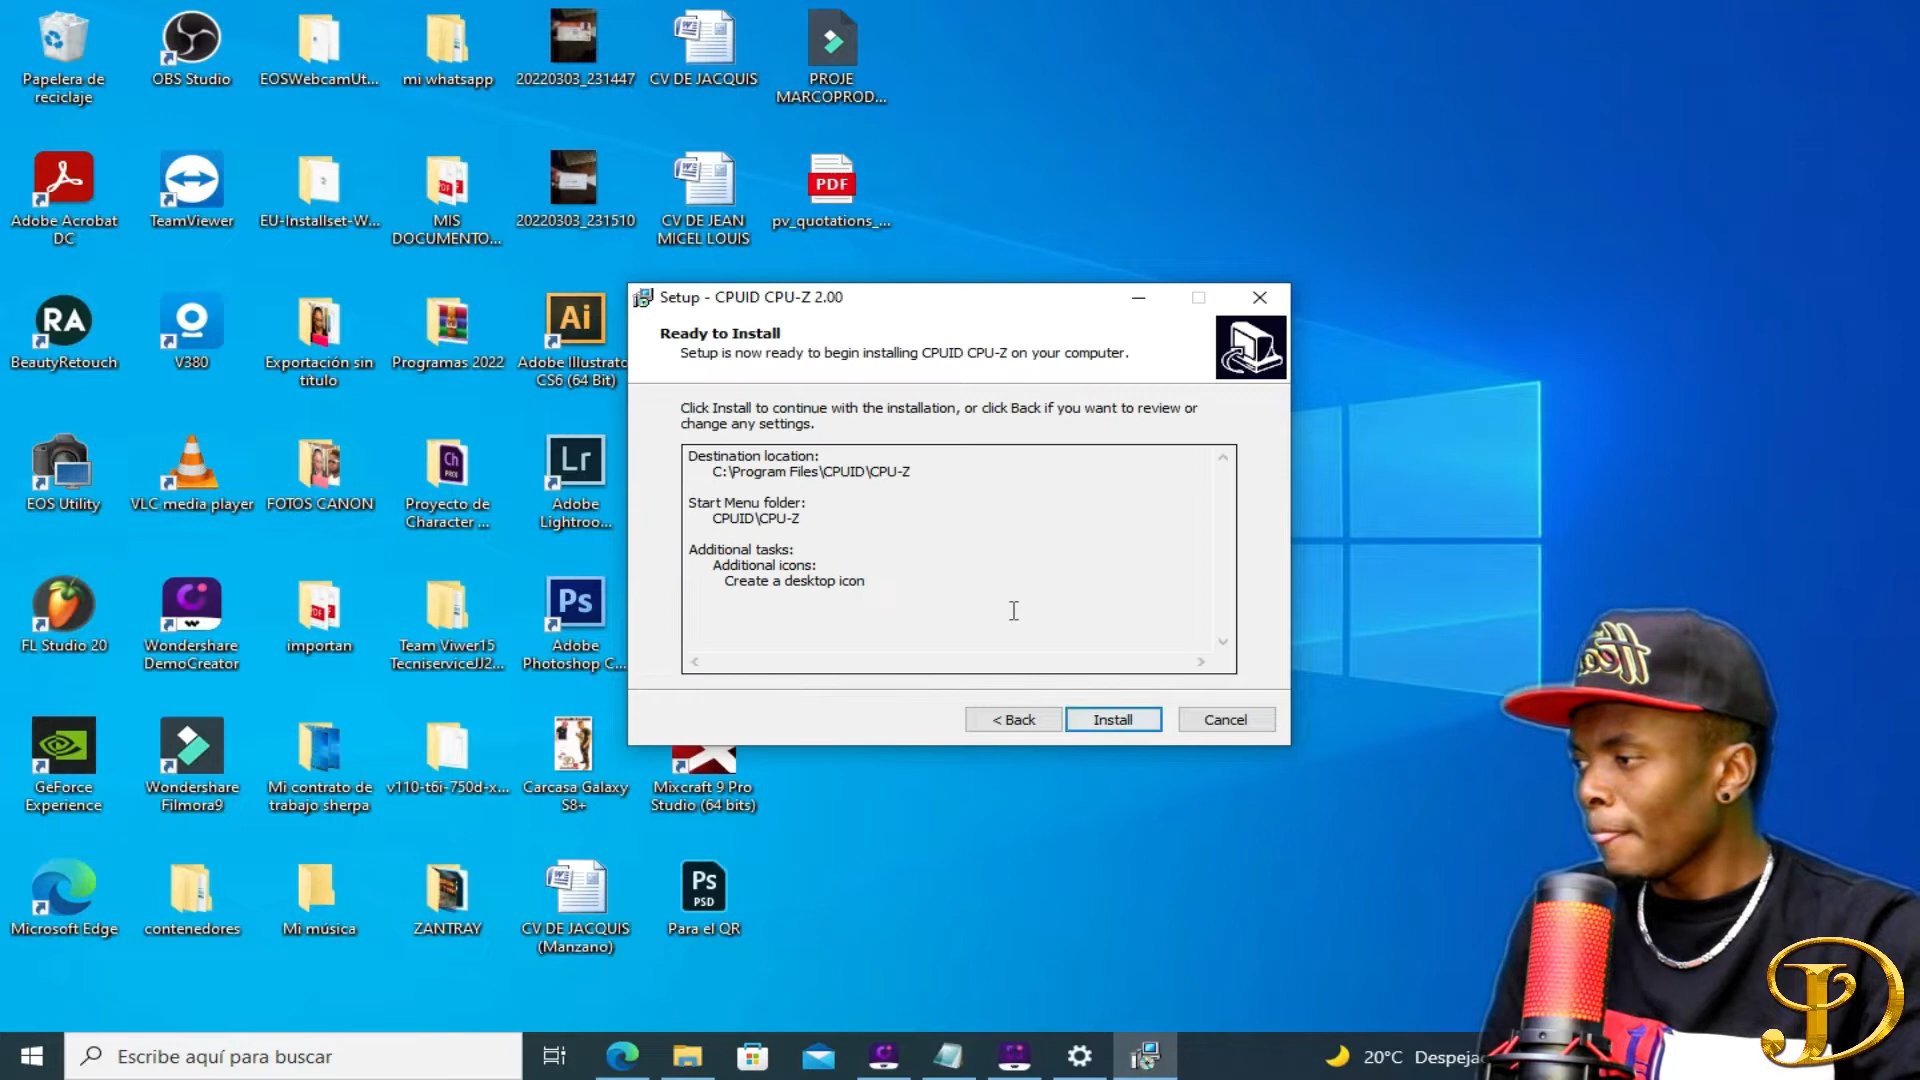 Papelera de
reciclaje
OBS Studio
EOSWebcamUt...
mi whatsapp
20220303_231447
CV DE JACQUIS
PROJE
MARCOPROD...
Adobe Acrobat
DC
TeamViewer
EU-Installset-W...
PDF
MIS
DOCUMENTO...
20220303_231510
CV DE JEAN
MICEL LOUIS
PDF
pv_quotations_...
RA
BeautyRetouch
V380
Exportación sin
titulo
Programas 2022
Ai
Adobe Illustrato
CS6 (64 Bit)
Setup - CPUID CPU-Z 2.00
Ready to Install
Setup is now ready to begin installing CPUID CPU-Z on your computer.
Click Install to continue with the installation, or click Back if you want to review or
change any settings.
Destination location:
C:\Program Files\CPUID\CPU-Z
Start Menu folder:
CPUID\CPU-Z
Additional tasks:
Additional icons:
Create a desktop icon
< Back
Install
Cancel
EOS Utility
VLC media player
FOTOS CANON
Ch
Proyecto de
Character ...
Lr
Adobe
Lightroo...
FL Studio 20
Wondershare
DemoCreator
PDF
importan
Team Viwer15
TecniserviceJJ2...
Ps
Adobe
Photoshop C...
GeForce
Experience
Wondershare
Filmora9
Mi contrato de
trabajo sherpa
v110-t6i-750d-x...
Carcasa Galaxy
S8+
Mixcraft 9 Pro
Studio (64 bits)
Microsoft Edge
contenedores
Mi música
ZANTRAY
CV DE JACQUIS
(Manzano)
Ps
PSD
Para el QR
Escribe aquí para buscar
20°C Despeja